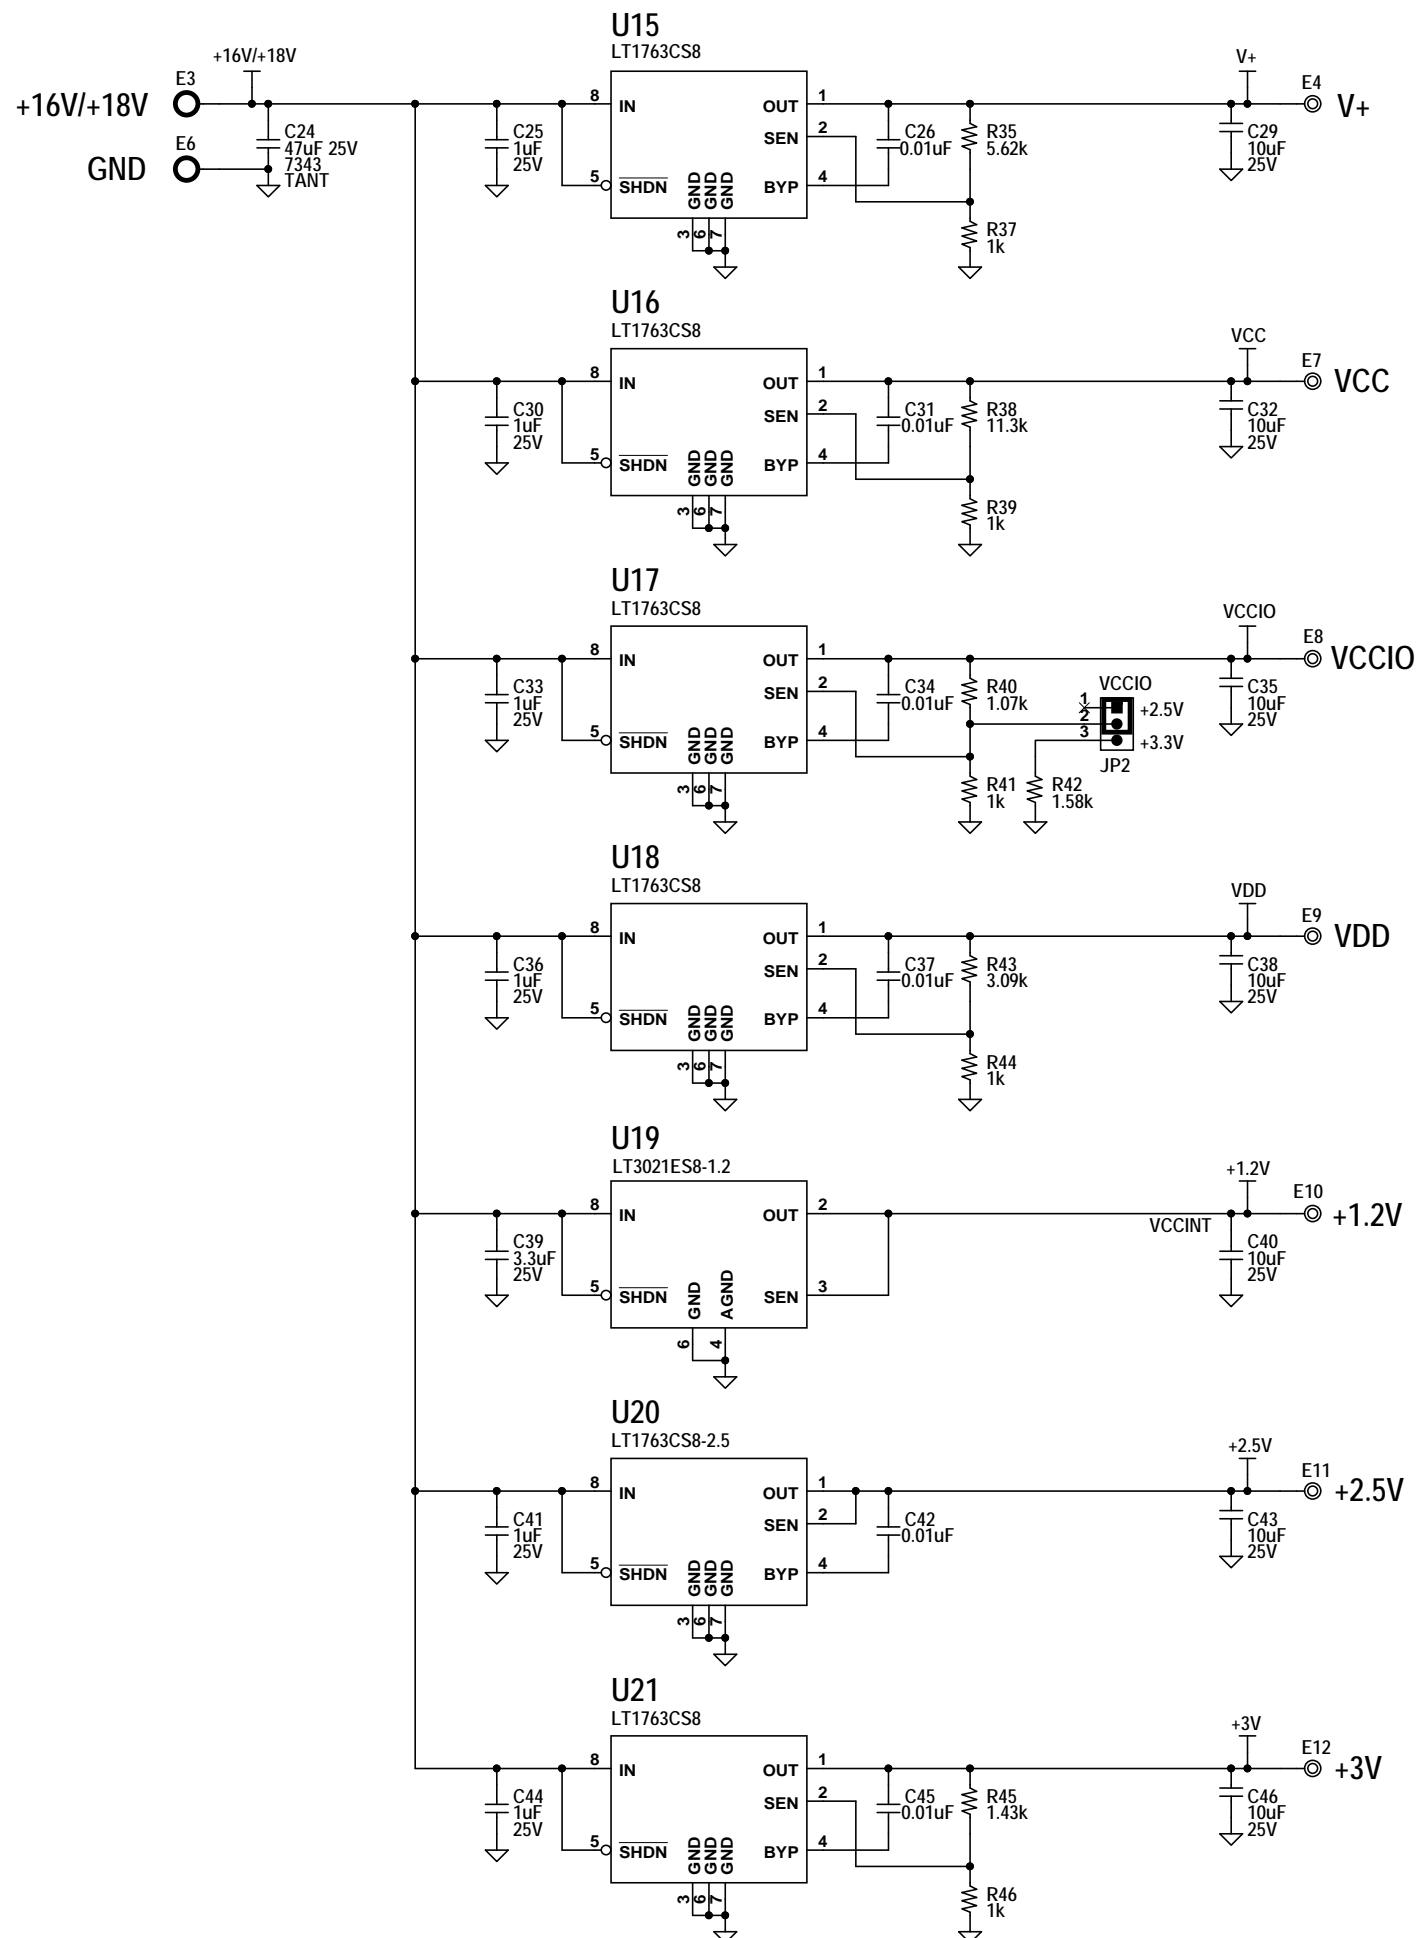 +16V/+18V
E3
+16V/+18V
GND
E6
C24
47uF 25V
7343
TANT
U15
LT1763CS8
C25
1uF
25V
8
IN
5
SHDN
GND
GND
GND
3
6
7
OUT
1
SEN
2
BYP
4
C26
0.01uF
R35
5.62k
R37
1k
V+
C29
10uF
25V
E4
V+
U16
LT1763CS8
C30
1uF
25V
8
IN
5
SHDN
GND
GND
GND
3
6
7
OUT
1
SEN
2
BYP
4
C31
0.01uF
R38
11.3k
R39
1k
VCC
C32
10uF
25V
E7
VCC
U17
LT1763CS8
C33
1uF
25V
8
IN
5
SHDN
GND
GND
GND
3
6
7
OUT
1
SEN
2
BYP
4
C34
0.01uF
R40
1.07k
R41
1k
R42
1.58k
VCCIO
1
2
3
+2.5V
+3.3V
JP2
VCCIO
C35
10uF
25V
E8
VCCIO
U18
LT1763CS8
C36
1uF
25V
8
IN
5
SHDN
GND
GND
GND
3
6
7
OUT
1
SEN
2
BYP
4
C37
0.01uF
R43
3.09k
R44
1k
VDD
C38
10uF
25V
E9
VDD
U19
LT3021ES8-1.2
C39
3.3uF
25V
8
IN
5
SHDN
GND
AGND
6
4
OUT
2
SEN
3
VCCINT
+1.2V
C40
10uF
25V
E10
+1.2V
U20
LT1763CS8-2.5
C41
1uF
25V
8
IN
5
SHDN
GND
GND
GND
3
6
7
OUT
1
SEN
2
BYP
4
C42
0.01uF
+2.5V
C43
10uF
25V
E11
+2.5V
U21
LT1763CS8
C44
1uF
25V
8
IN
5
SHDN
GND
GND
GND
3
6
7
OUT
1
SEN
2
BYP
4
C45
0.01uF
R45
1.43k
R46
1k
+3V
C46
10uF
25V
E12
+3V